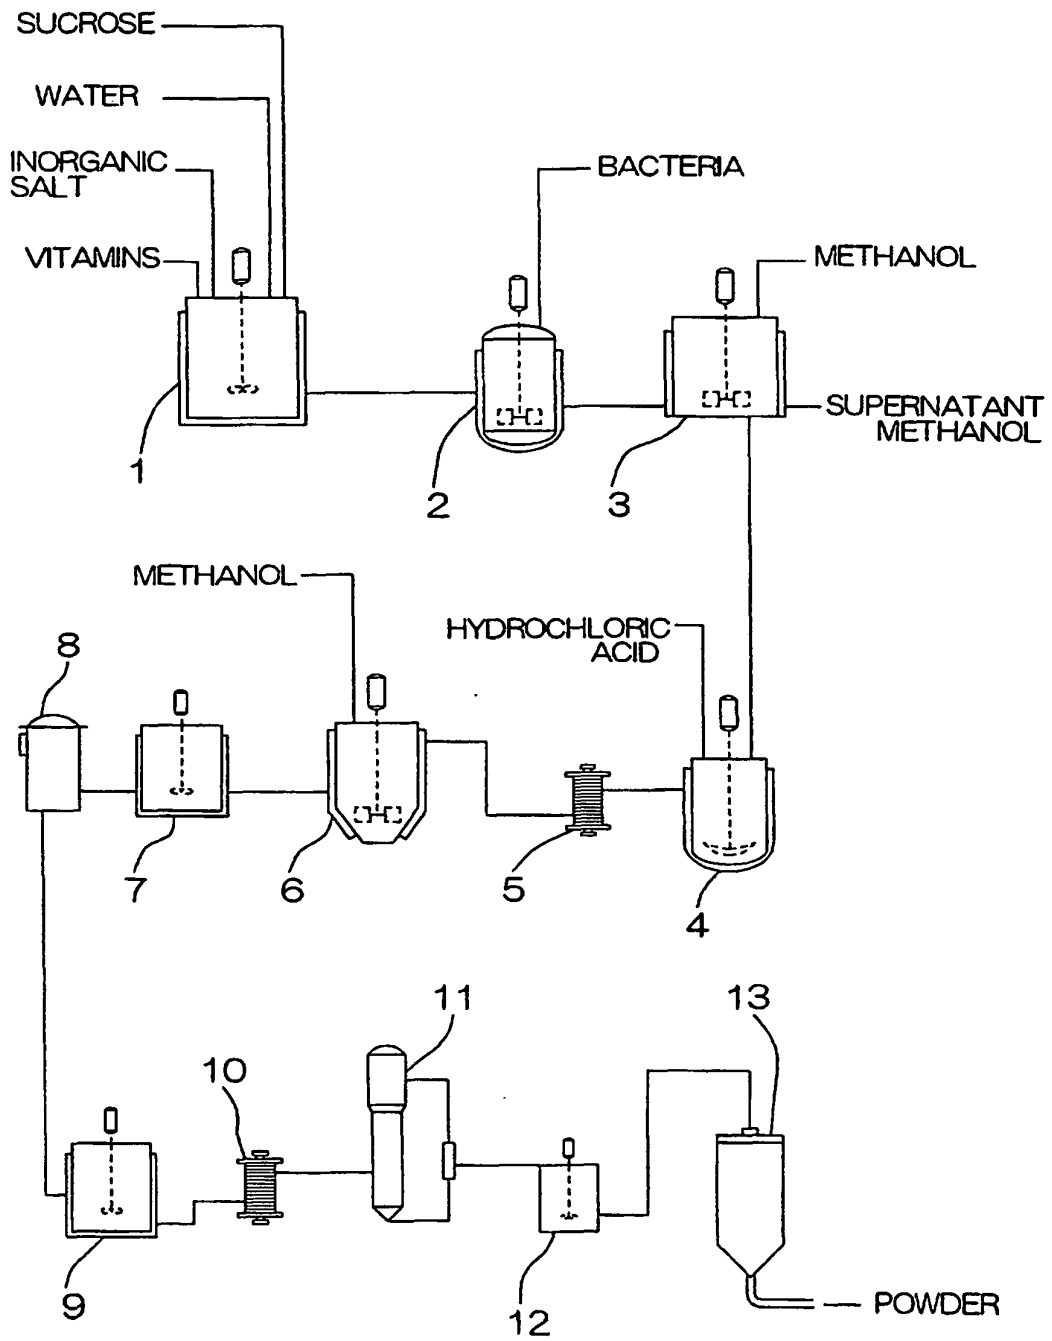 SUCROSE
WATER
INORGANIC
SALT
BACTERIA
VITAMINS
METHANOL
SUPERNATANT
METHANOL
1
2
3
METHANOL
HYDROCHLORIC
ACID
8
7
6
5
4
11
13
10
9
12
POWDER